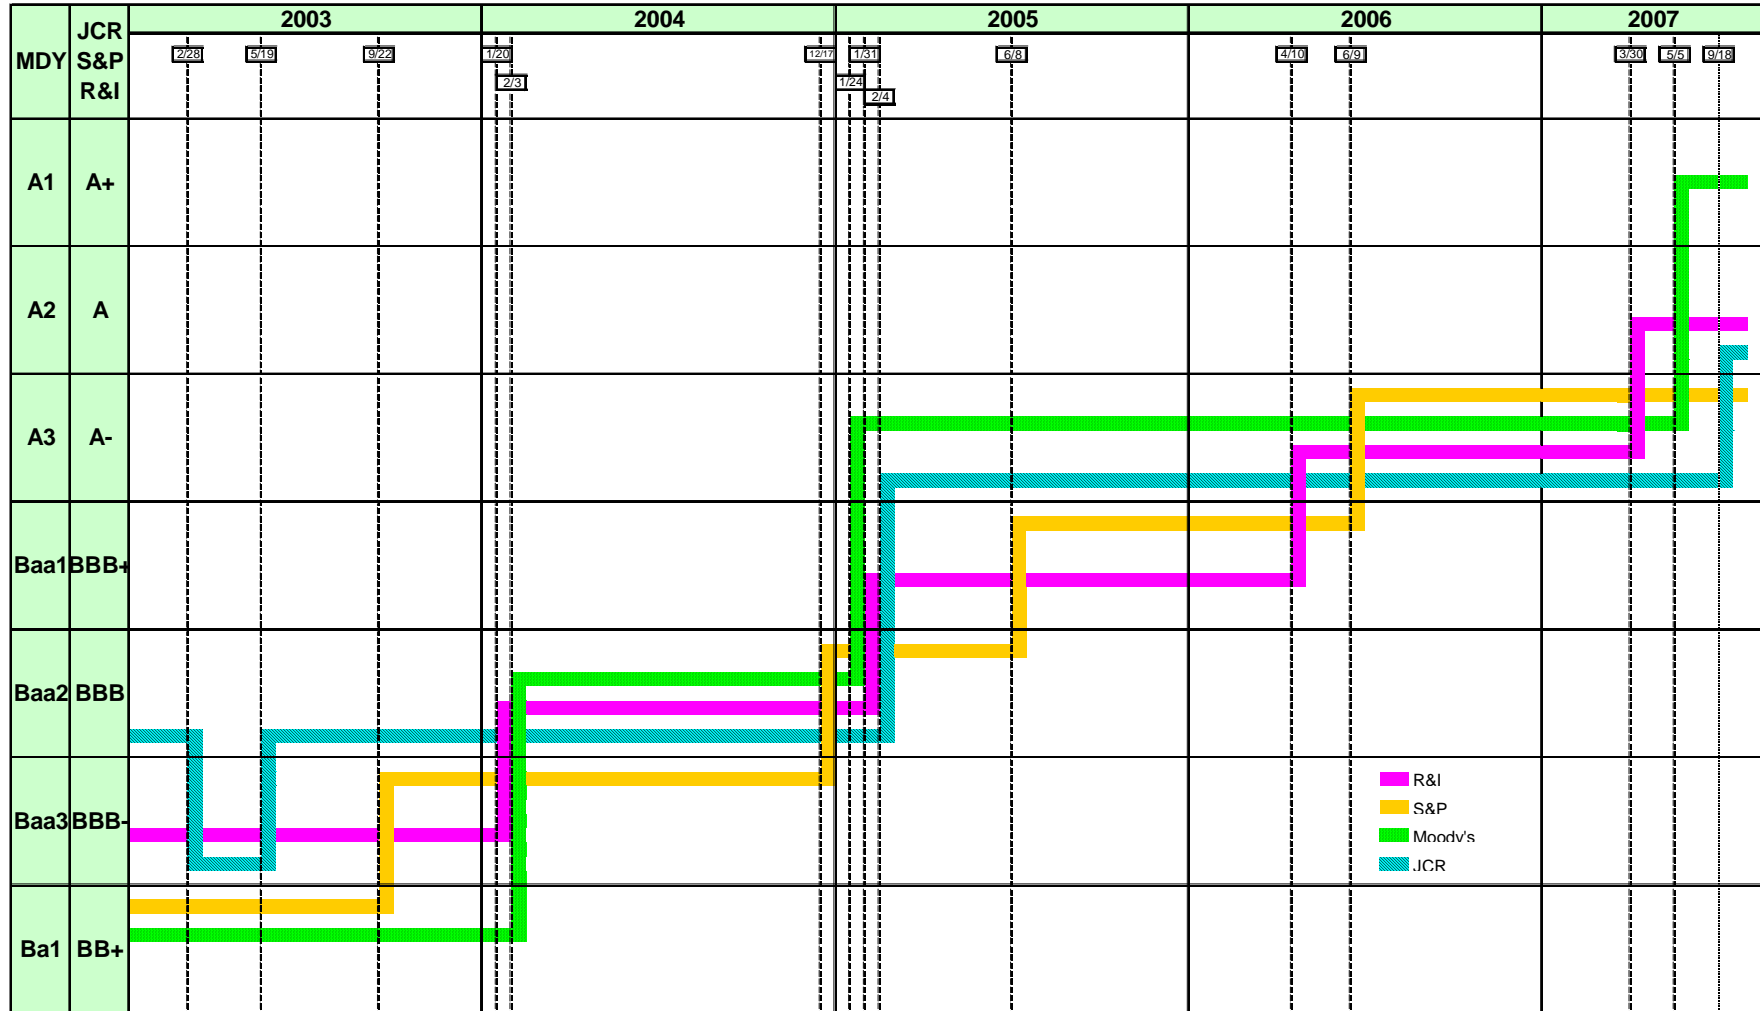 MDY
JCR
S&P
R&I
2003
2004
2005
2006
2007
2/28
5/19
9/22
1/20
2/3
12/17
1/24
1/31
2/4
6/8
4/10
6/9
3/30
5/5
9/18
A1 A+
A2 A
A3 A-
Baa1 BBB+
Baa2 BBB
Baa3 BBB-
Ba1 BB+
R&I
S&P
Moody's
JCR